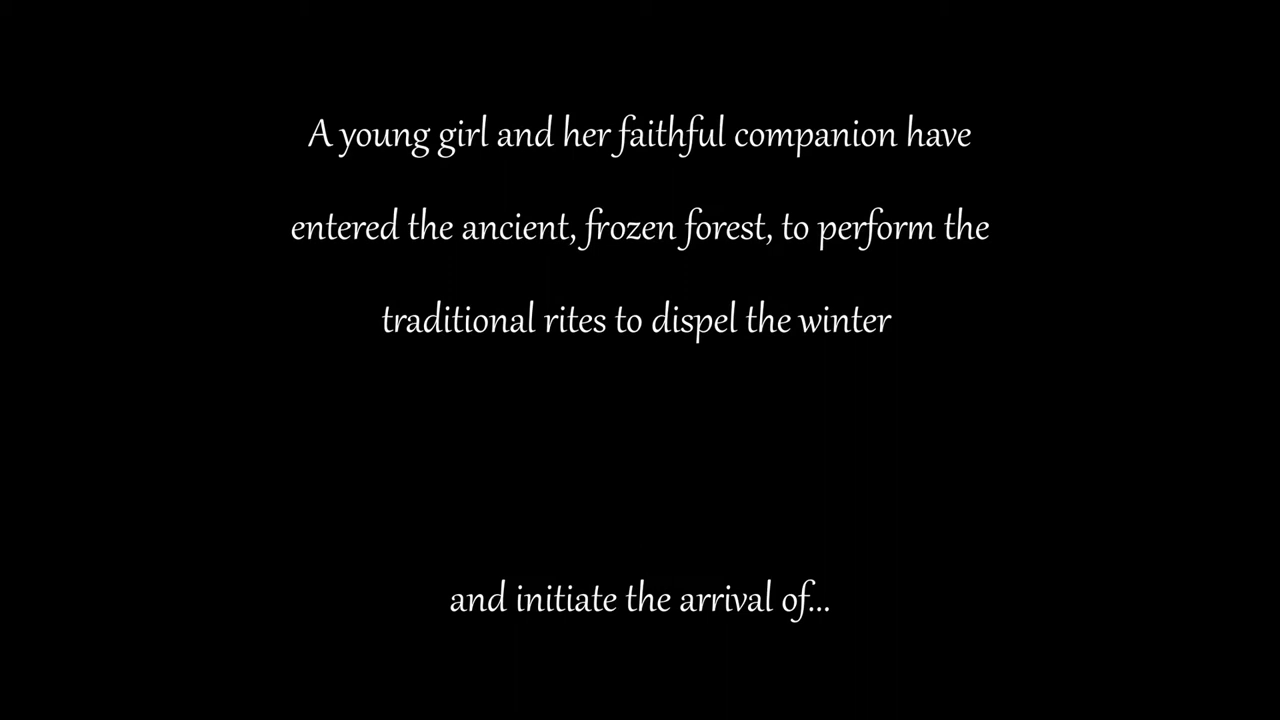 A young girl and her faithful companion have
entered the ancient, frozen forest, to perform the
traditional rites to dispel the winter
and initiate the arrival of...